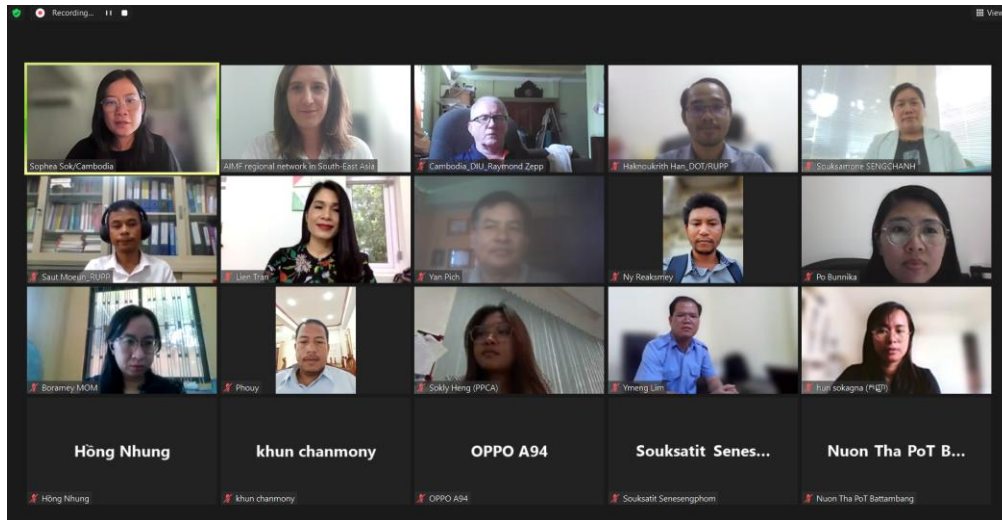 Recording...
View
Sophea Sok/Cambodia
AIMF regional network in South-East Asia
Cambodia_DIU_Raymond Zepp
Haknoukrith Han_DOT/RUPP
Souksamone SENGCHANH
Saut Moeun_RUPP
Lien Tran
Yan Pich
Ny Reaksmey
Po Bunnika
Boramey MOM
Phouy
Sokly Heng (PPCA)
Ymeng Lim
hun sokagna
Hồng Nhung
khun chanmony
OPPO A94
Souksatit Senes...
Nuon Tha PoT B...
Hồng Nhung
khun chanmony
OPPO A94
Souksatit Senesengphom
Nuon Tha PoT Battambang